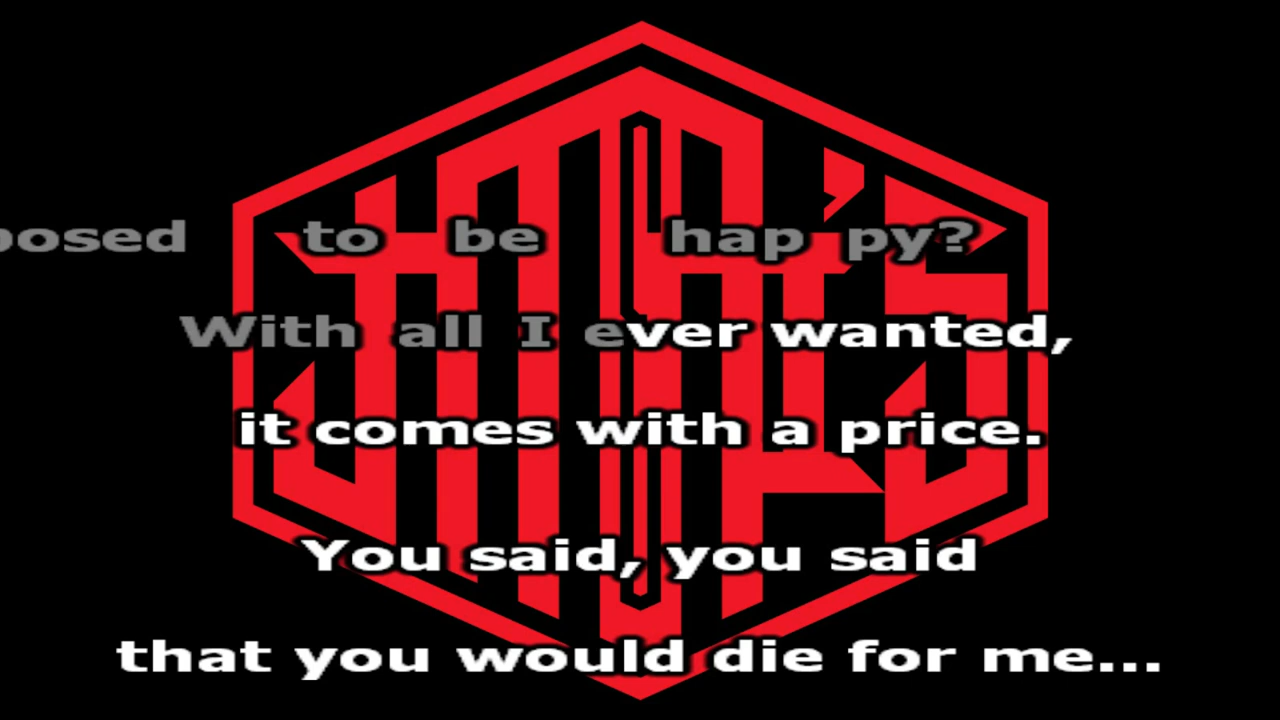 posed to be hap py?
With all I ever wanted,
it comes with a price.
You said, you said
that you would die for me...